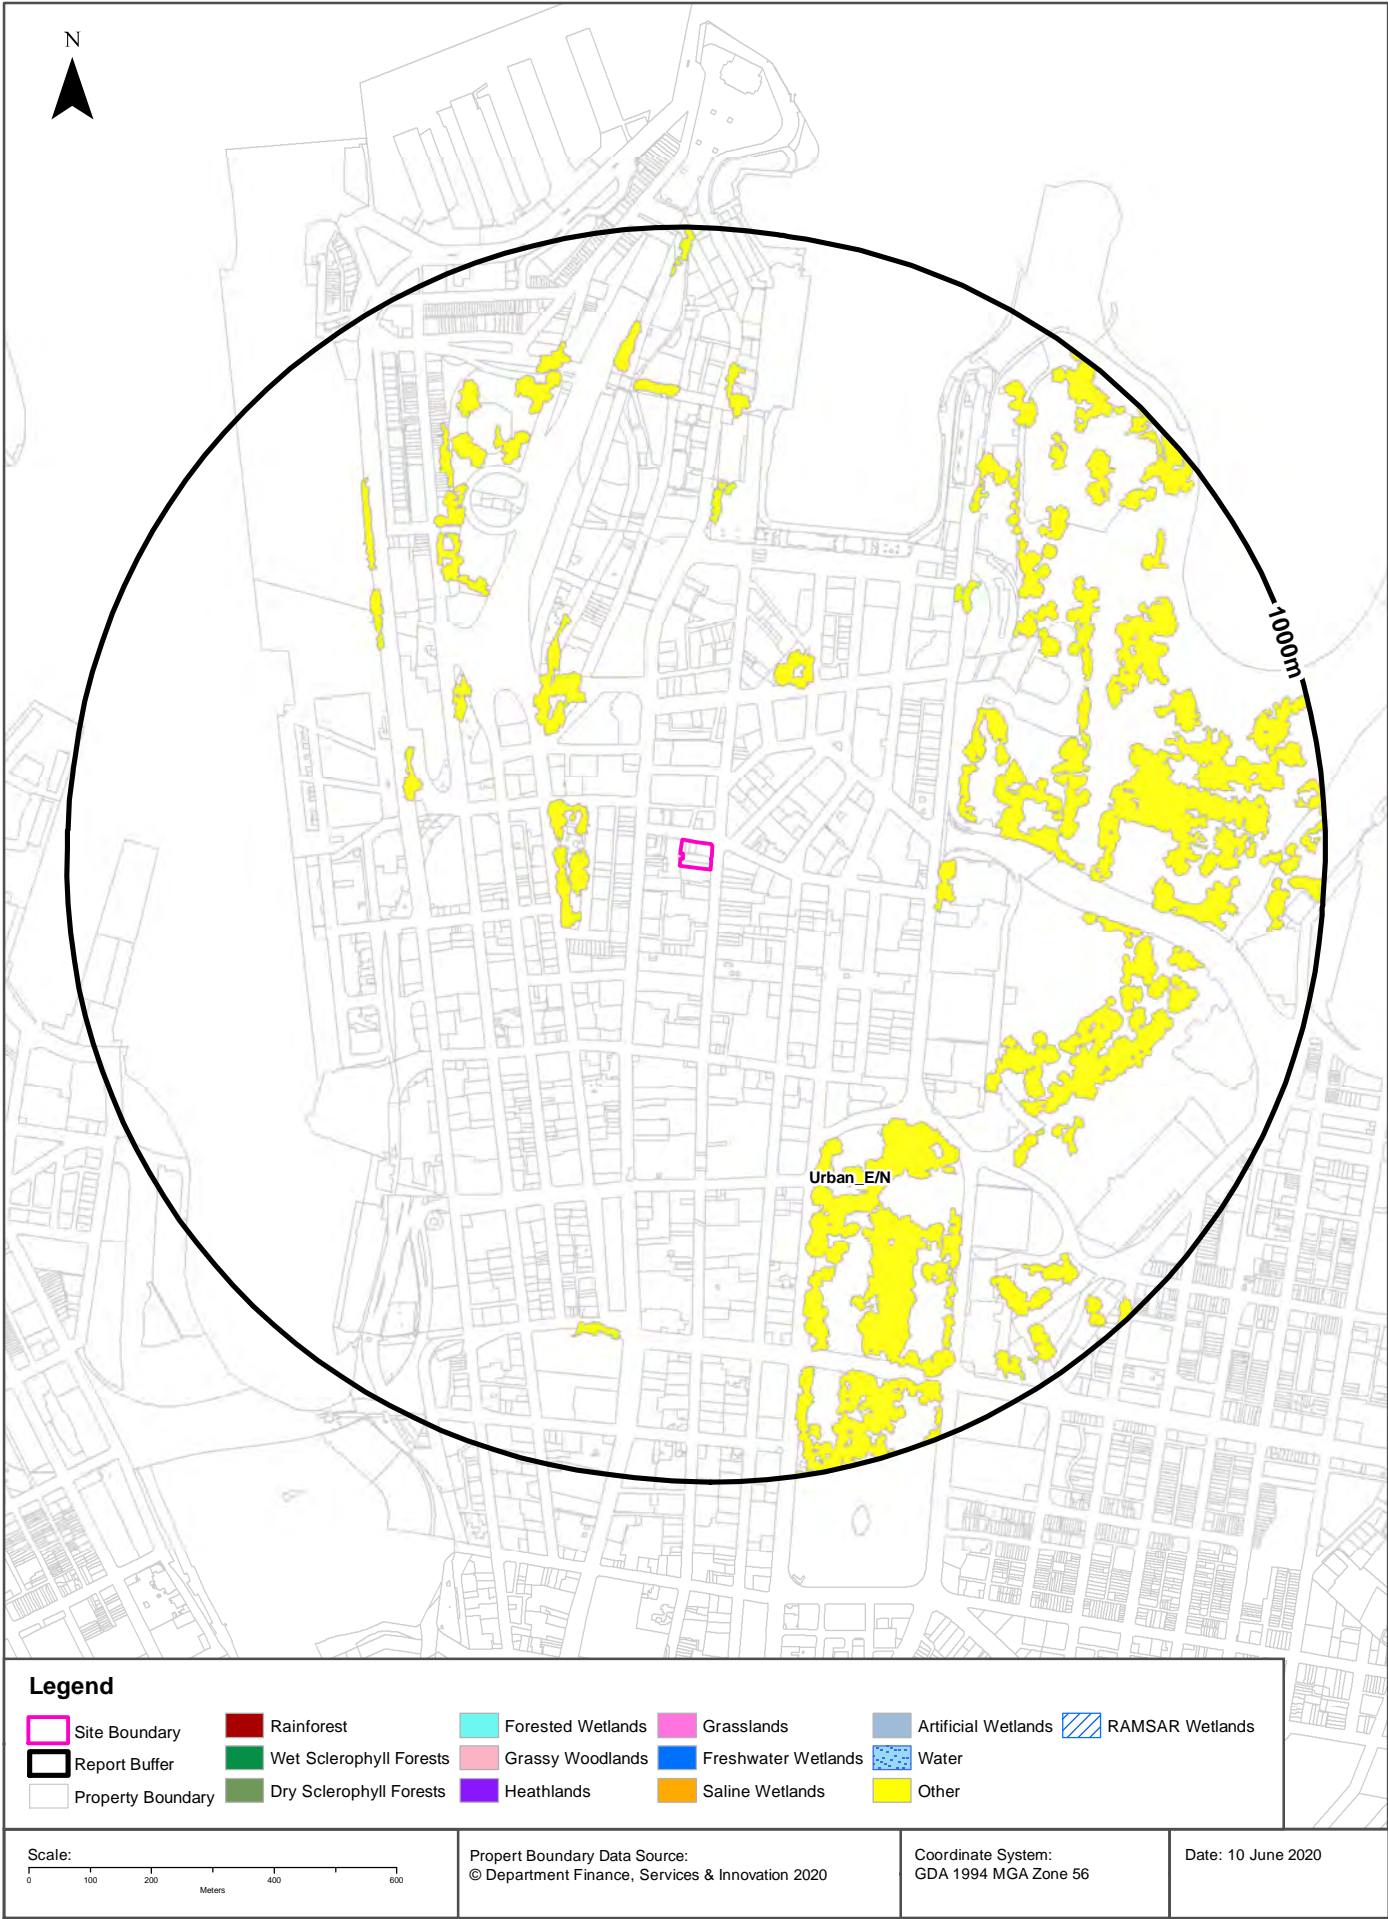 N
1000m
Urban_E/N
Legend
Site Boundary
Report Buffer
Property Boundary
Rainforest
Wet Sclerophyll Forests
Dry Sclerophyll Forests
Forested Wetlands
Grassy Woodlands
Heathlands
Grasslands
Freshwater Wetlands
Saline Wetlands
Artificial Wetlands
Water
Other
RAMSAR Wetlands
Scale:
0 100 200 400 600
Meters
Propert Boundary Data Source:
© Department Finance, Services & Innovation 2020
Coordinate System:
GDA 1994 MGA Zone 56
Date: 10 June 2020